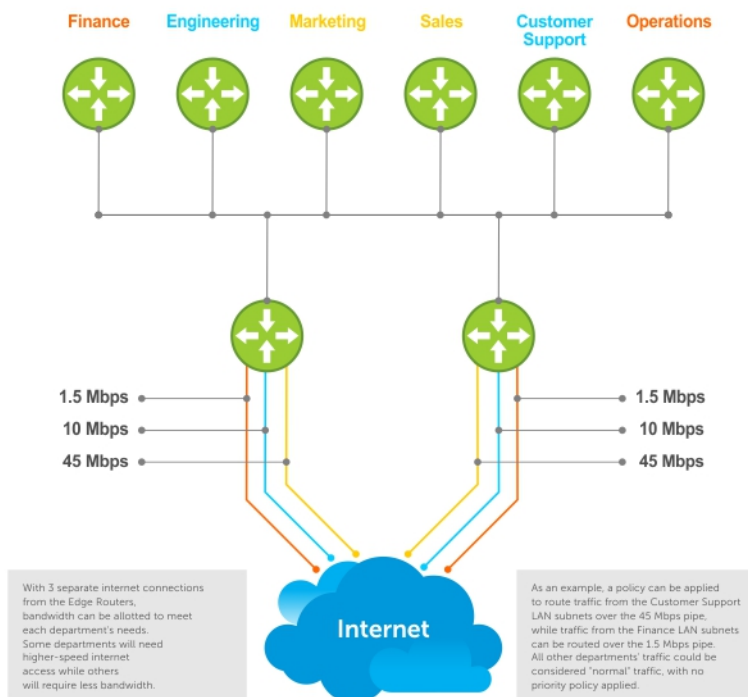 Finance
Engineering
Marketing
Sales
Customer
Support
Operations
1.5 Mbps
10 Mbps
45 Mbps
1.5 Mbps
10 Mbps
45 Mbps
Internet
With 3 separate internet connections
from the Edge Routers,
bandwidth can be allotted to meet
each department's needs.
Some departments will need
higher-speed internet
access while others
will require less bandwidth.
As an example, a policy can be applied
to route traffic from the Customer Support
LAN subnets over the 45 Mbps pipe,
while traffic from the Finance LAN subnets
can be routed over the 1.5 Mbps pipe.
All other departments' traffic could be
considered "normal" traffic, with no
priority policy applied.